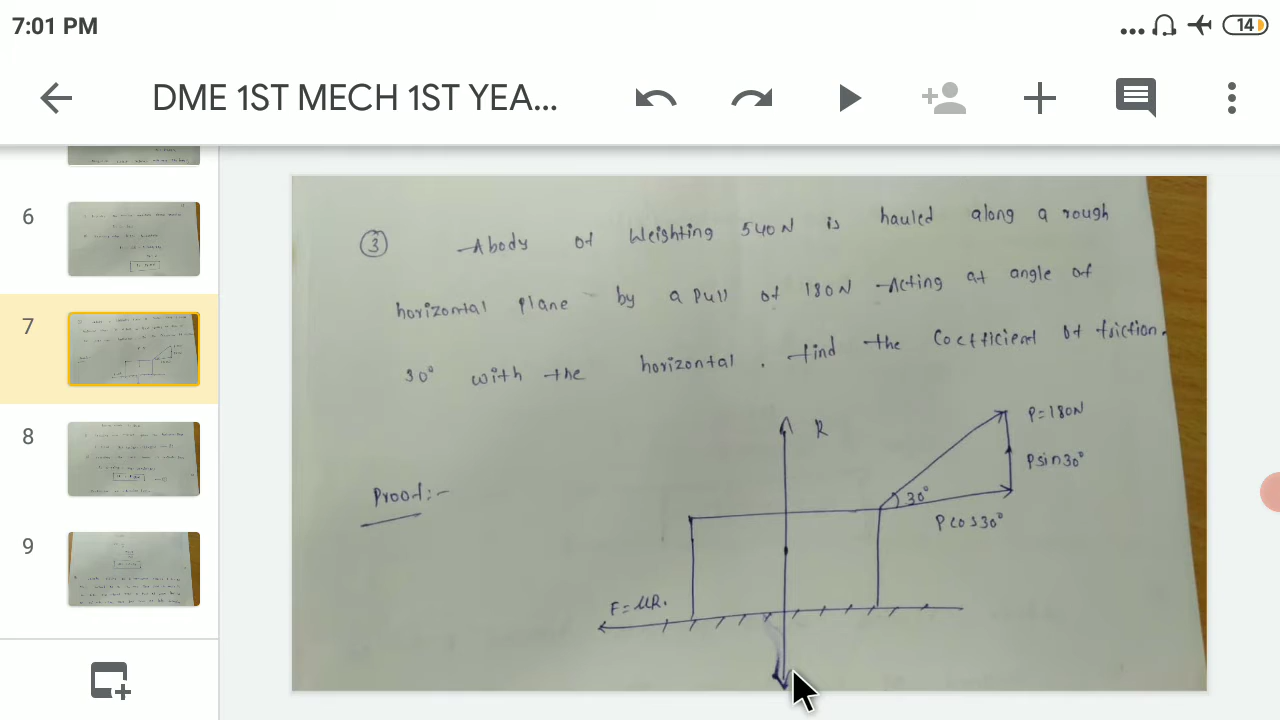 7:01 PM
14
DME 1ST MECH 1ST YEA...
6
7
8
9
3 A body of Weighting 540N is hauled along a rough
horizontal plane by a pull of 180N Acting at angle of
30° with the horizontal. find the Coefficient of friction.
Proof:-
R
P=180N
Psin30°
30°
Pcos30°
F=μR.